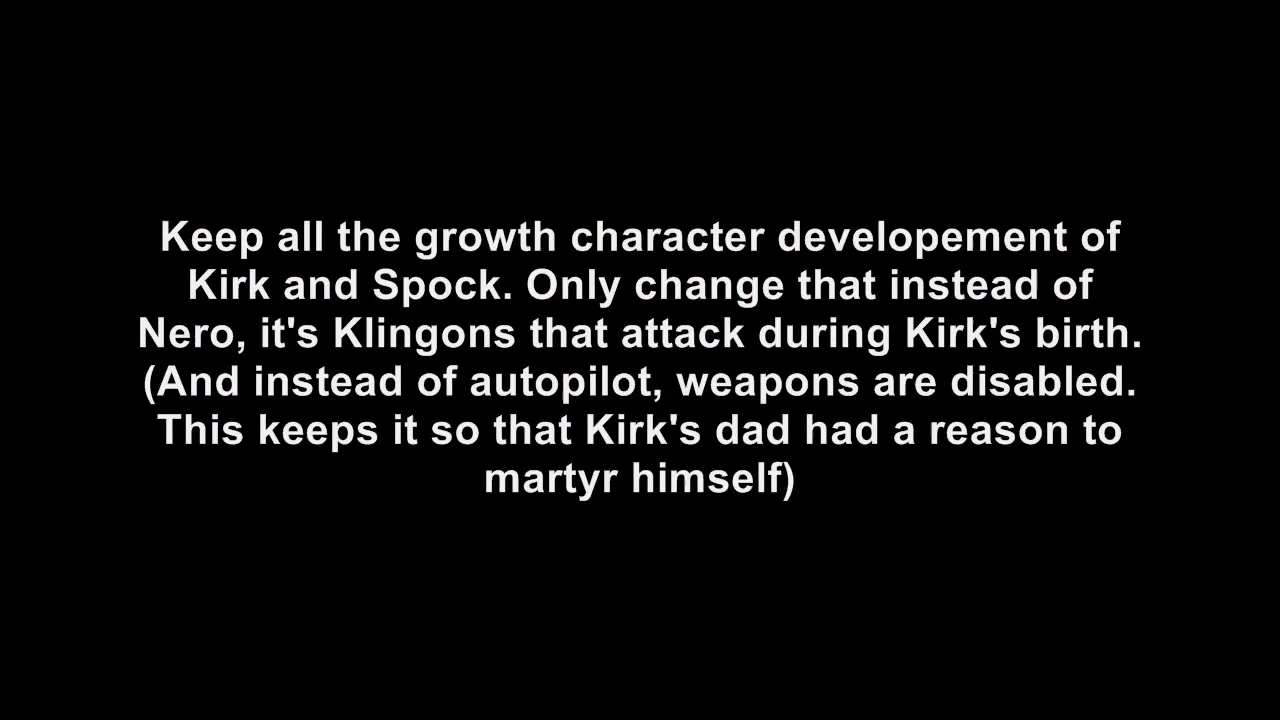 Keep all the growth character developement of
Kirk and Spock. Only change that instead of
Nero, it's Klingons that attack during Kirk's birth.
(And instead of autopilot, weapons are disabled.
This keeps it so that Kirk's dad had a reason to
martyr himself)